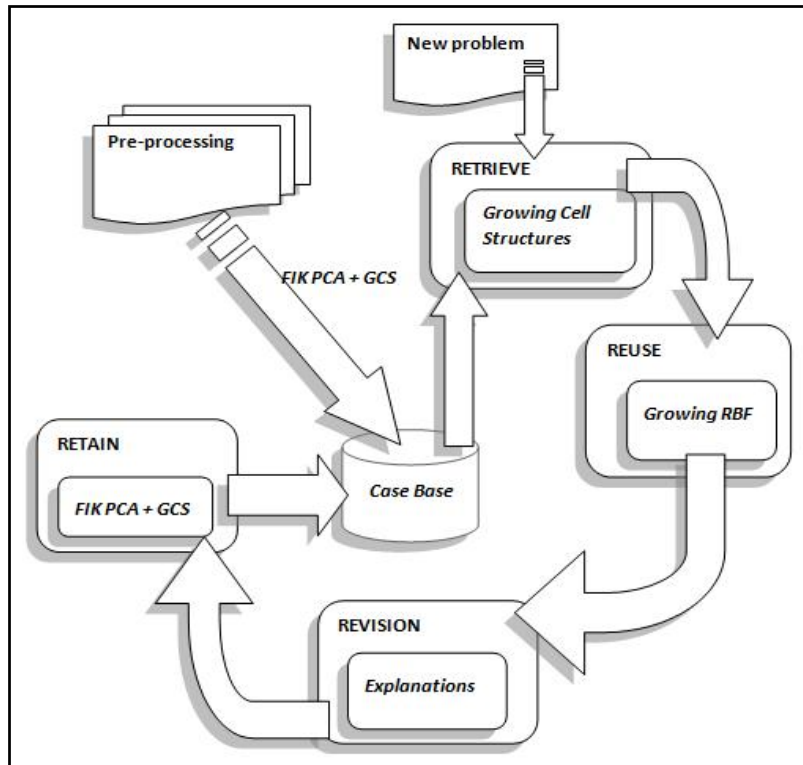 New problem
Pre-processing
RETRIEVE
Growing Cell
Structures
FIK PCA + GCS
REUSE
Growing RBF
RETAIN
FIK PCA + GCS
Case Base
REVISION
Explanations